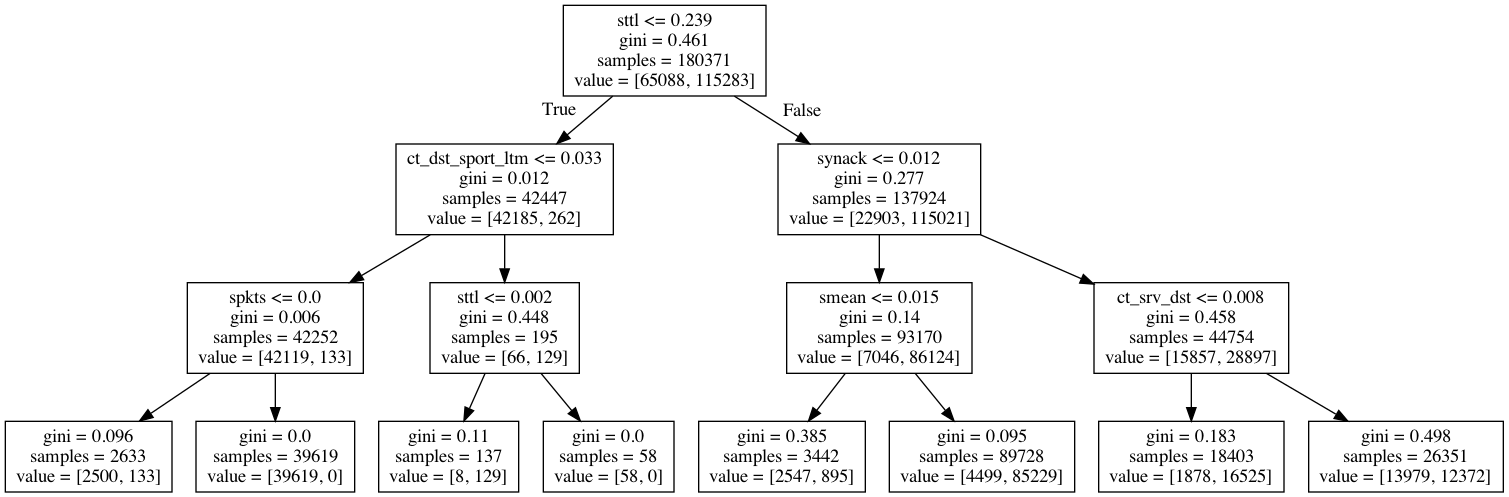 sttl <= 0.239
gini = 0.461
samples = 180371
value = [65088, 115283]
True
False
ct_dst_sport_ltm <= 0.033
gini = 0.012
samples = 42447
value = [42185, 262]
synack <= 0.012
gini = 0.277
samples = 137924
value = [22903, 115021]
spkts <= 0.0
gini = 0.006
samples = 42252
value = [42119, 133]
sttl <= 0.002
gini = 0.448
samples = 195
value = [66, 129]
smean <= 0.015
gini = 0.14
samples = 93170
value = [7046, 86124]
ct_srv_dst <= 0.008
gini = 0.458
samples = 44754
value = [15857, 28897]
gini = 0.096
samples = 2633
value = [2500, 133]
gini = 0.0
samples = 39619
value = [39619, 0]
gini = 0.11
samples = 137
value = [8, 129]
gini = 0.0
samples = 58
value = [58, 0]
gini = 0.385
samples = 3442
value = [2547, 895]
gini = 0.095
samples = 89728
value = [4499, 85229]
gini = 0.183
samples = 18403
value = [1878, 16525]
gini = 0.498
samples = 26351
value = [13979, 12372]